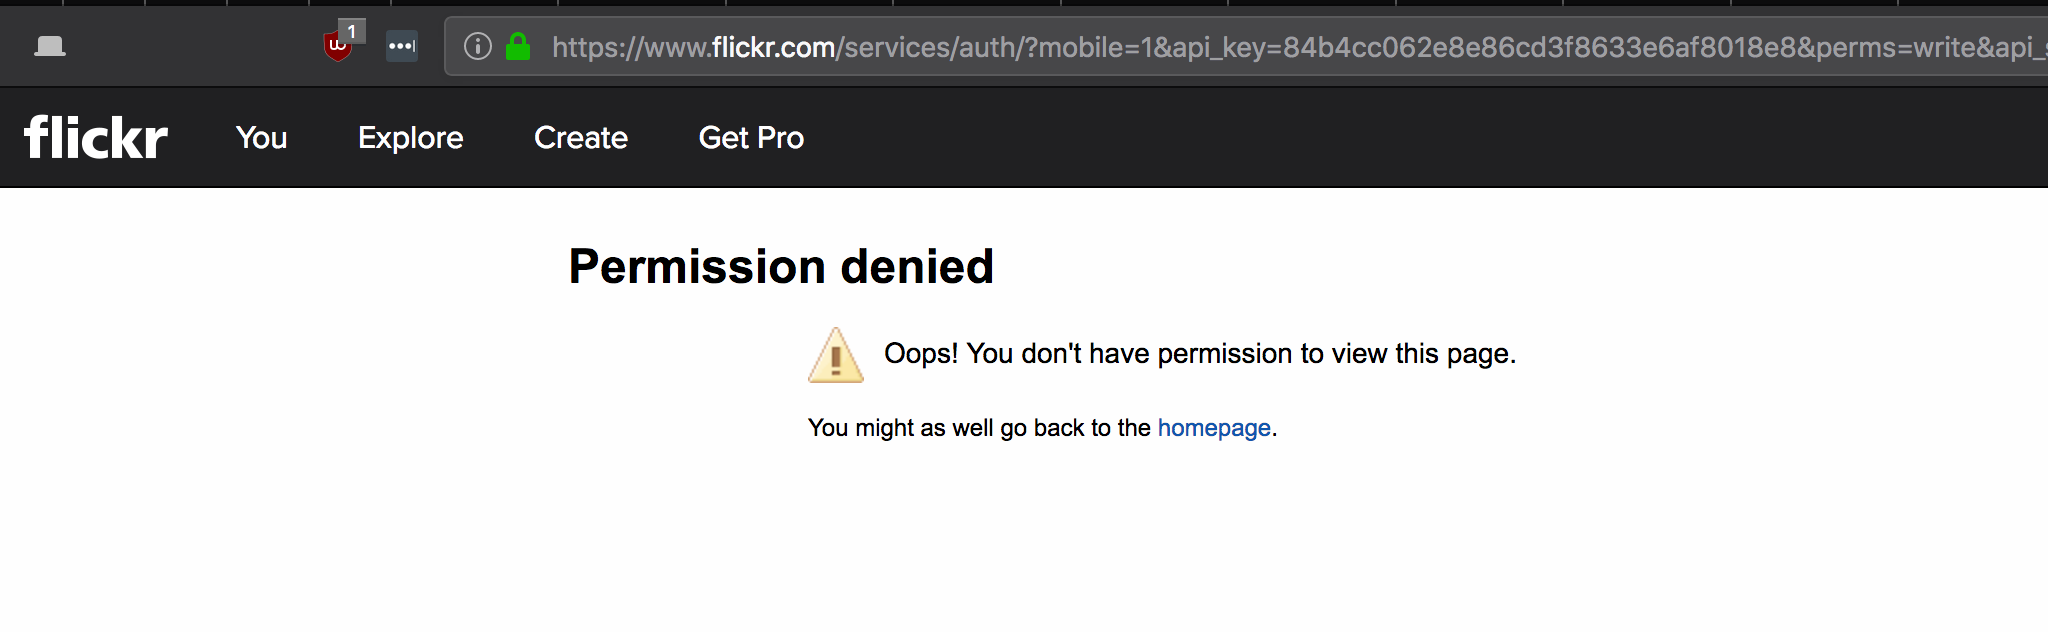 1
https://www.flickr.com/services/auth/?mobile=1&api_key=84b4cc062e8e86cd3f8633e6af8018e8&perms=write&api_
flickr You Explore Create Get Pro
Permission denied
Oops! You don't have permission to view this page.
You might as well go back to the homepage.